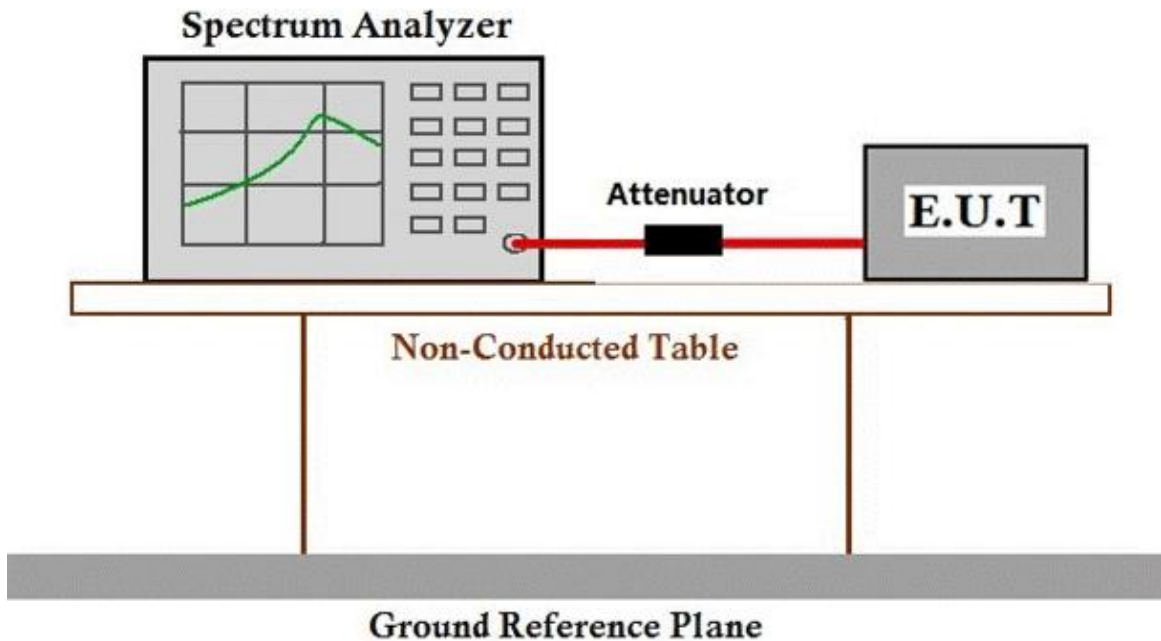 Spectrum Analyzer
Attenuator
E.U.T
Non-Conducted Table
Ground Reference Plane